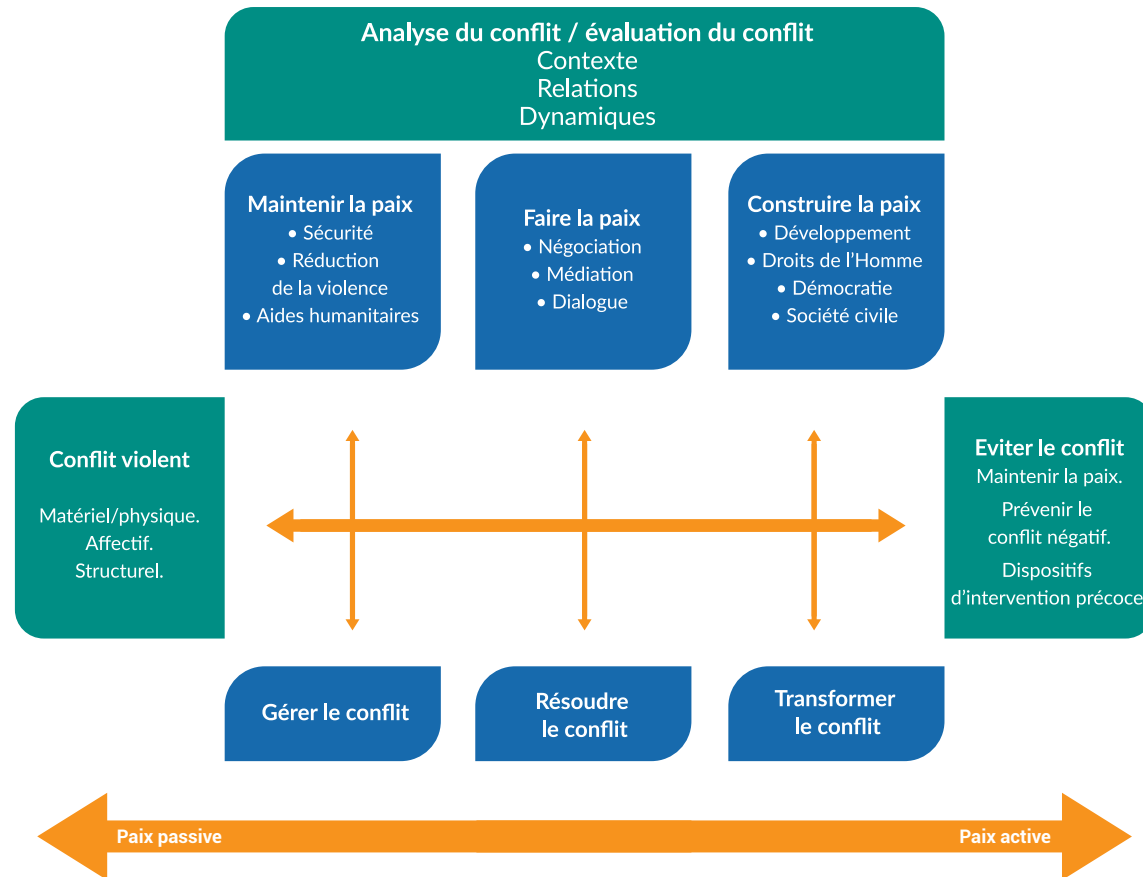 Analyse du conflit / évaluation du conflit
Contexte
Relations
Dynamiques
Maintenir la paix
• Sécurité
• Réduction
de la violence
• Aides humanitaires
Faire la paix
• Négociation
• Médiation
• Dialogue
Construire la paix
• Développement
• Droits de l'Homme
• Démocratie
• Société civile
Conflit violent
Matériel/physique.
Affectif.
Structurel.
Eviter le conflit
Maintenir la paix.
Prévenir le
conflit négatif.
Dispositifs
d'intervention précoce
Gérer le conflit
Résoudre
le conflit
Transformer
le conflit
Paix passive
Paix active